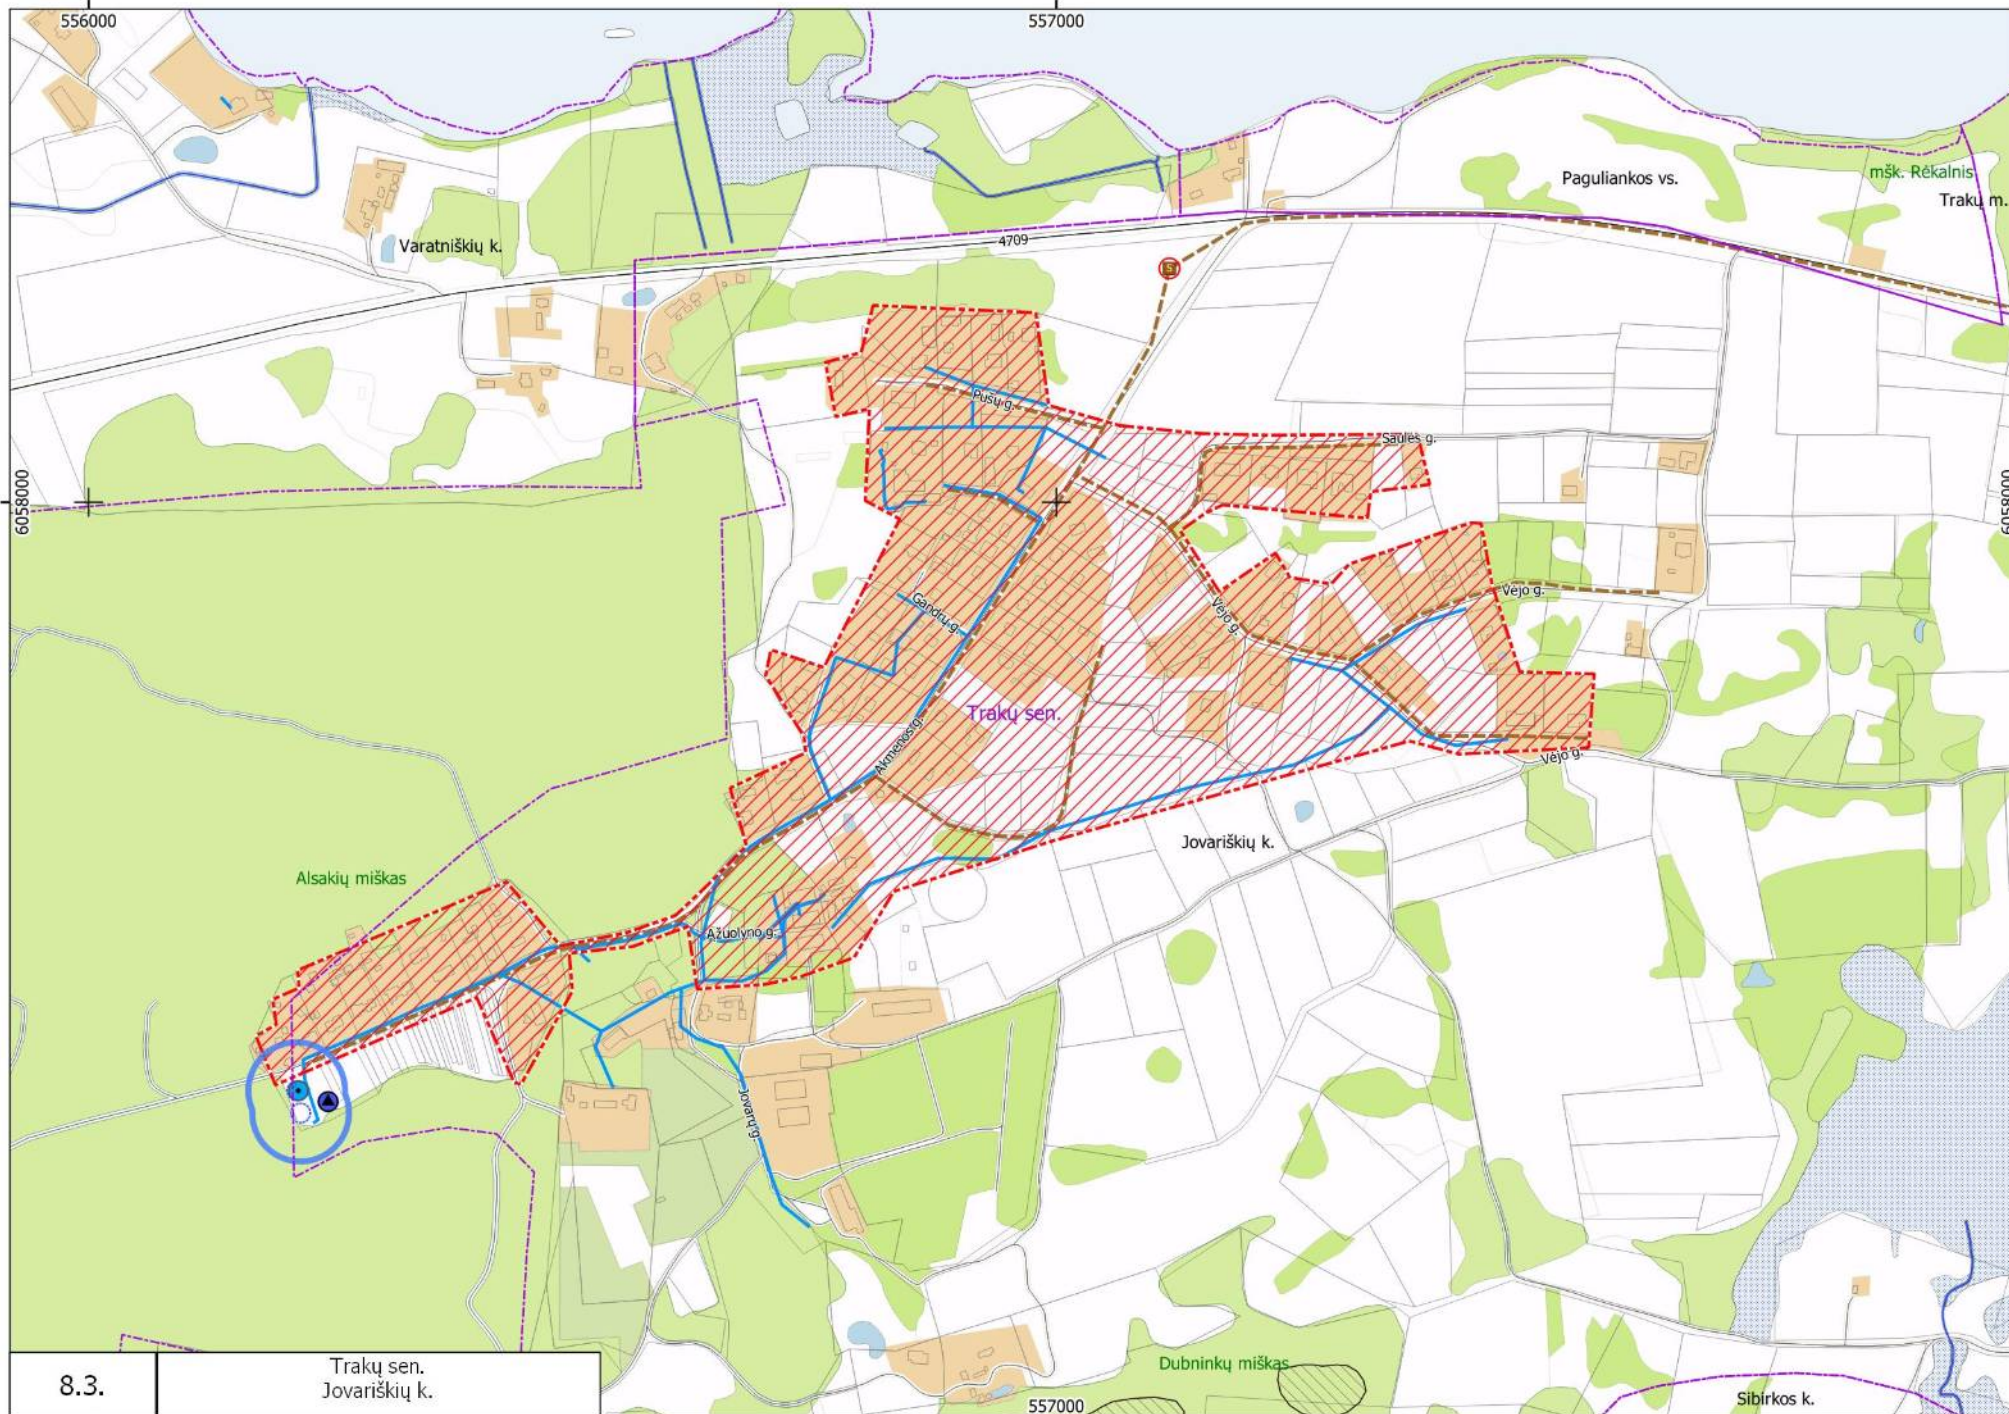 556000
557000
mšk. Rėkalnis
Paguliankos vs.
Trakų m.
4709
Varatniškių k.
S
Pušų g.
Saulės g.
6058000
6058000
Vėjo g.
Gandrų g.
Vėjo g.
Trakų sen.
Akmenos g.
Vėjo g.
Jovariškių k.
Alsakių miškas
Ąžuolyno g.
Jovarų g.
Dubninkų miškas
8.3.
Trakų sen.
Jovariškių k.
557000
Sibirkos k.